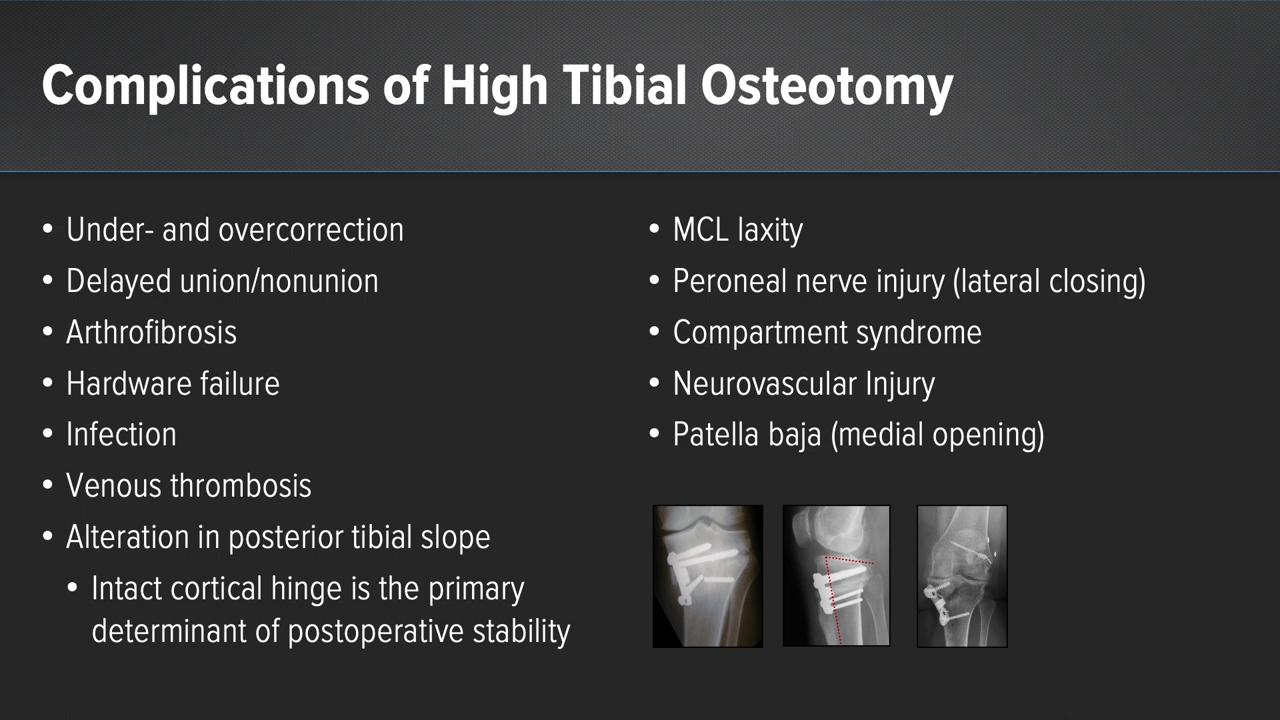 Complications of High Tibial Osteotomy
• Under- and overcorrection
• Delayed union/nonunion
• Arthrofibrosis
• Hardware failure
• Infection
• Venous thrombosis
• Alteration in posterior tibial slope
• Intact cortical hinge is the primary
determinant of postoperative stability
• MCL laxity
• Peroneal nerve injury (lateral closing)
• Compartment syndrome
• Neurovascular Injury
• Patella baja (medial opening)